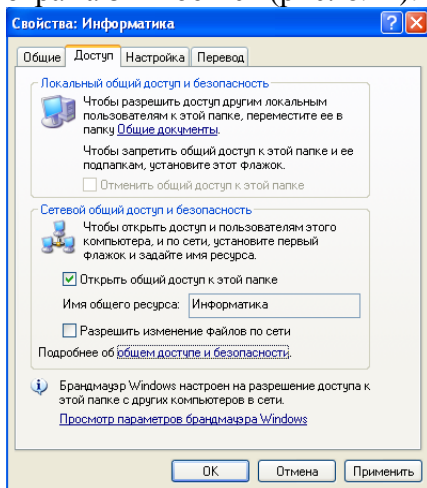 Свойства: Информатика
Общие Доступ Настройка Перевод
Локальный общий доступ и безопасность
Чтобы разрешить доступ другим локальным
пользователям к этой папке, переместите ее в
папку Общие документы.
Чтобы запретить общий доступ к этой папке и ее
подпапкам, установите этот флажок.
Отменить общий доступ к этой папке
Сетевой общий доступ и безопасность
Чтобы открыть доступ и пользователям этого
компьютера, и по сети, установите первый
флажок и задайте имя ресурса.
Открыть общий доступ к этой папке
Имя общего ресурса: Информатика
Разрешить изменение файлов по сети
Подробнее об общем доступе и безопасности.
Брандмауэр Windows настроен на разрешение доступа к
этой папке с других компьютеров в сети.
Просмотр параметров брандмауэра Windows
OK Отмена Применить